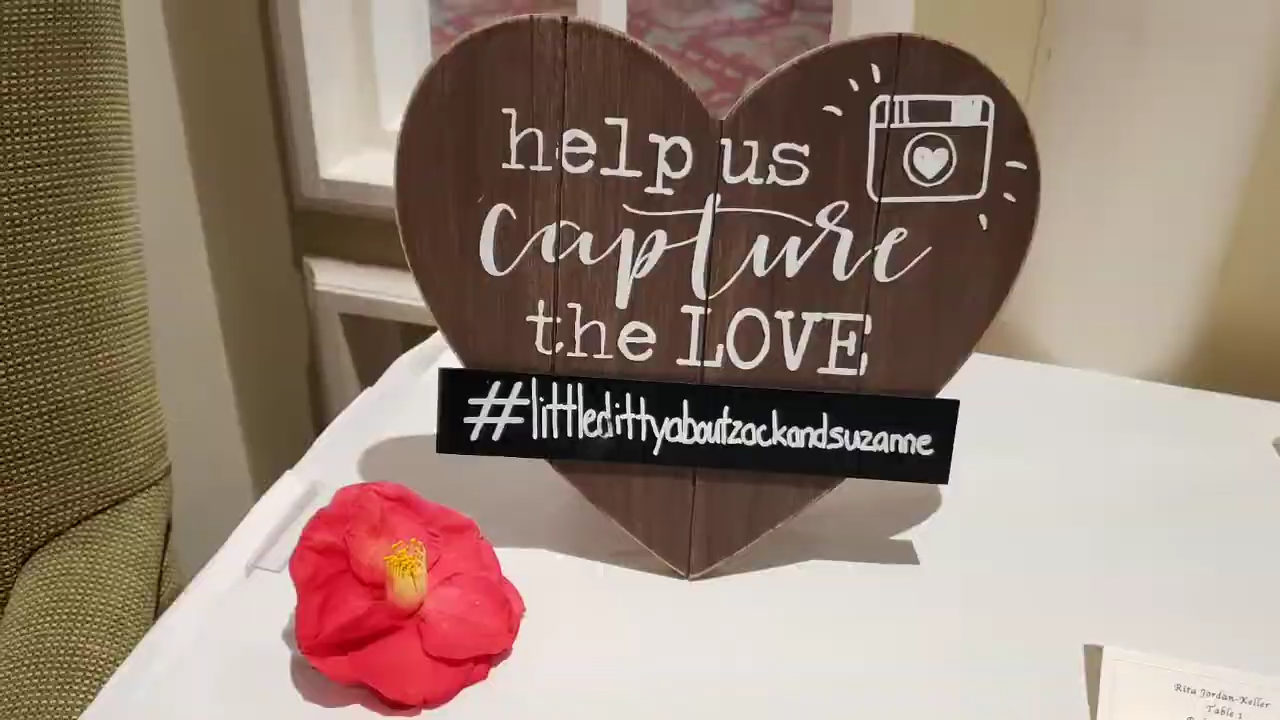 help us
capture
the LOVE
#littledittyaboutzackandsuzanne
Rita Jordan-Keller
Table 1